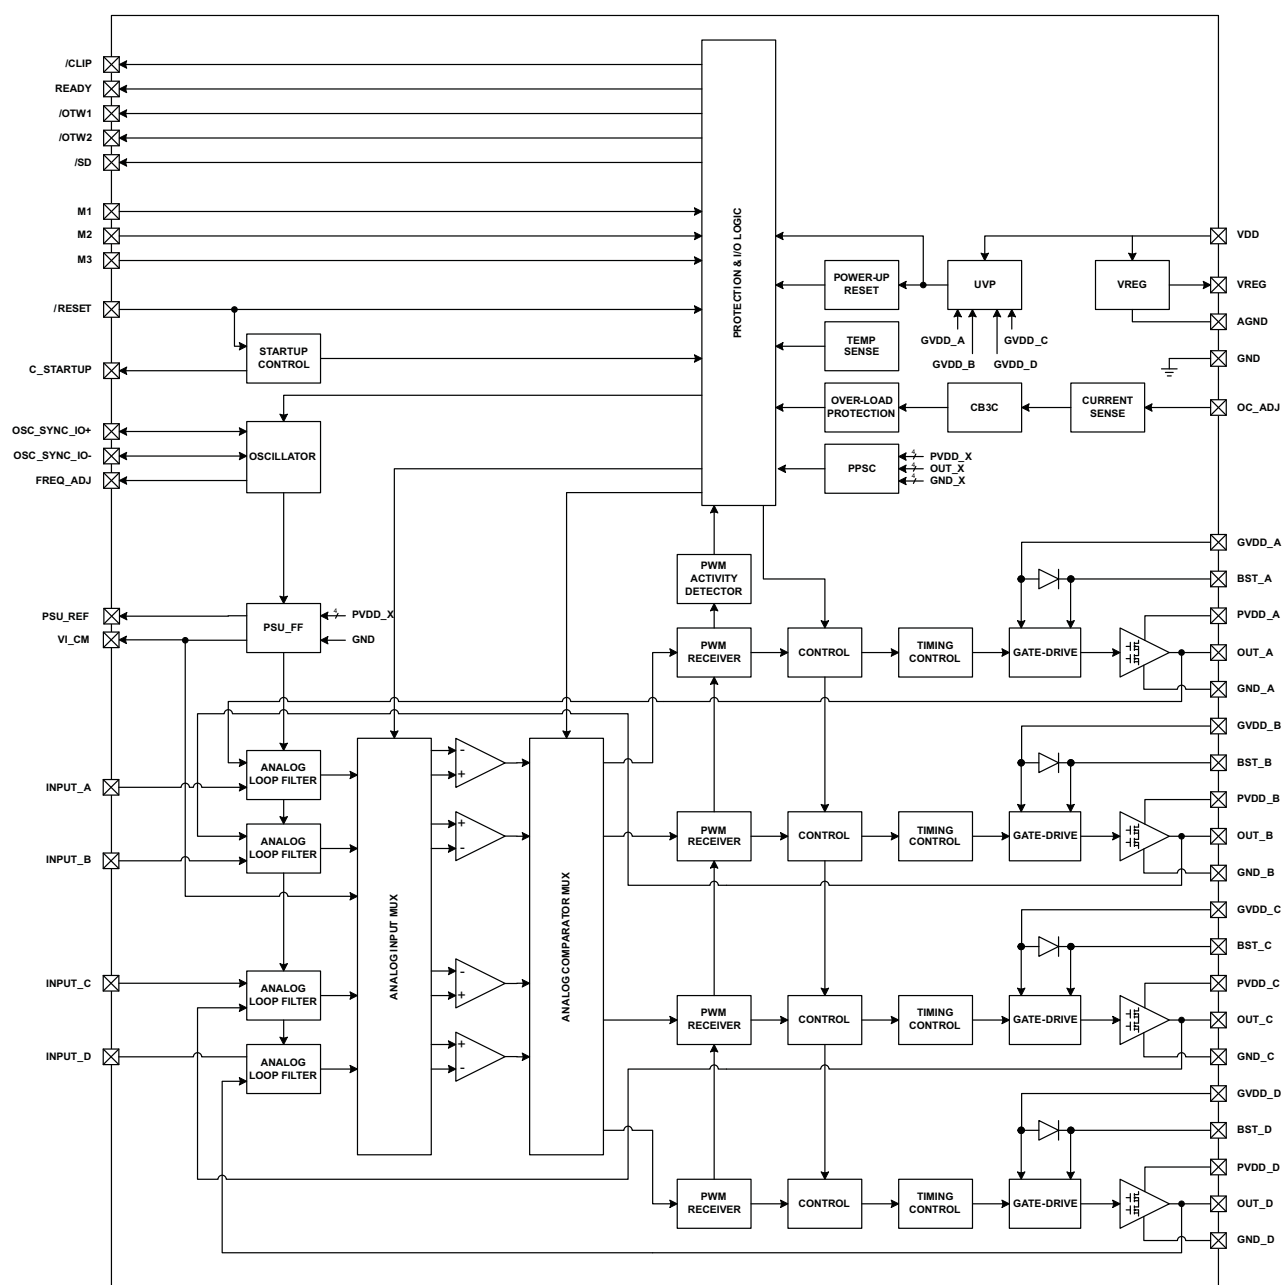 /CLIP
READY
/OTW1
/OTW2
/SD
M1
M2
M3
/RESET
C_STARTUP
OSC_SYNC_IO+
OSC_SYNC_IO-
FREQ_ADJ
PSU_REF
VI_CM
INPUT_A
INPUT_B
INPUT_C
INPUT_D
STARTUP
CONTROL
OSCILLATOR
PSU_FF
4
PVDD_X
GND
ANALOG
LOOP FILTER
ANALOG
LOOP FILTER
ANALOG
LOOP FILTER
ANALOG
LOOP FILTER
ANALOG INPUT MUX
-
+
+
-
-
+
+
-
ANALOG COMPARATOR MUX
PROTECTION & I/O LOGIC
POWER-UP
RESET
UVP
VREG
GVDD_A
GVDD_C
GVDD_B
GVDD_D
TEMP
SENSE
OVER-LOAD
PROTECTION
CB3C
CURRENT
SENSE
PPSC
4
PVDD_X
4
OUT_X
4
GND_X
PWM
ACTIVITY
DETECTOR
PWM
RECEIVER
CONTROL
TIMING
CONTROL
GATE-DRIVE
PWM
RECEIVER
CONTROL
TIMING
CONTROL
GATE-DRIVE
PWM
RECEIVER
CONTROL
TIMING
CONTROL
GATE-DRIVE
PWM
RECEIVER
CONTROL
TIMING
CONTROL
GATE-DRIVE
VDD
VREG
AGND
GND
OC_ADJ
GVDD_A
BST_A
PVDD_A
OUT_A
GND_A
GVDD_B
BST_B
PVDD_B
OUT_B
GND_B
GVDD_C
BST_C
PVDD_C
OUT_C
GND_C
GVDD_D
BST_D
PVDD_D
OUT_D
GND_D